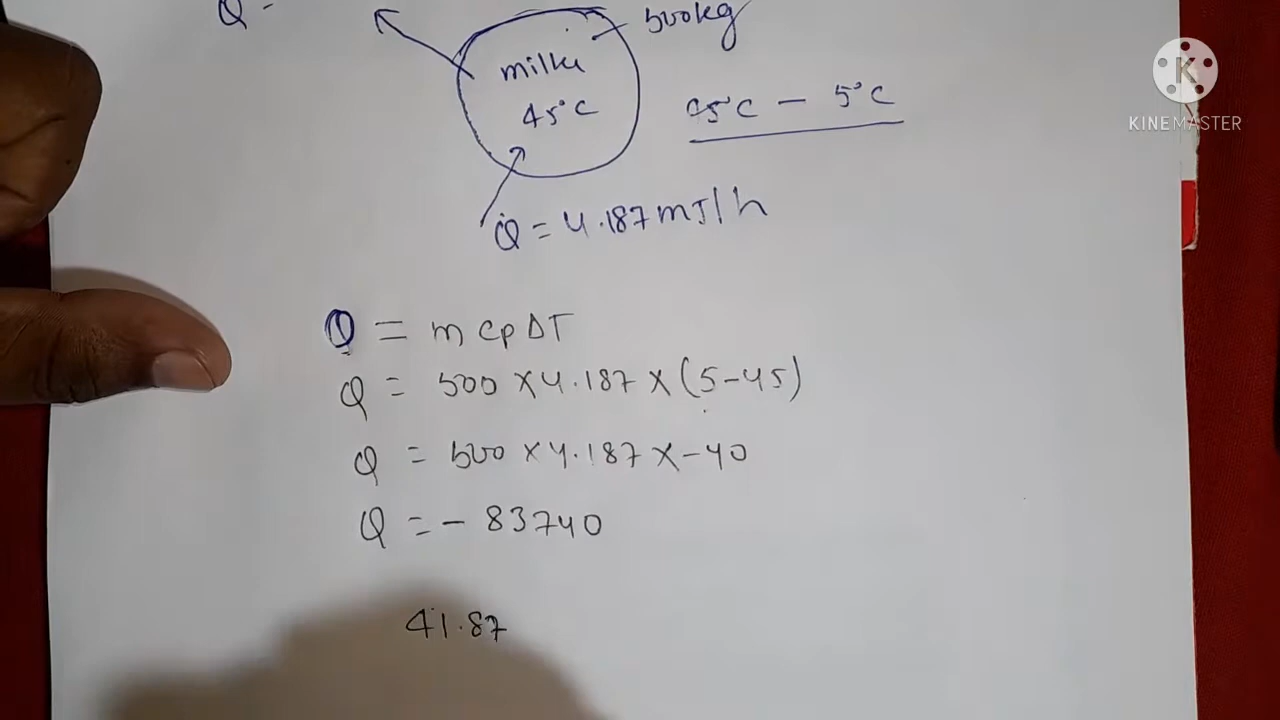 Q.
500kg
milk
45°C
45°C - 5°C
Q̇ = 4.187 mJ/h
Q = m Cp ΔT
Q = 500 x 4.187 x (5-45)
Q = 500 x 4.187 x -40
Q = - 83740
41.87
K
KINEMASTER